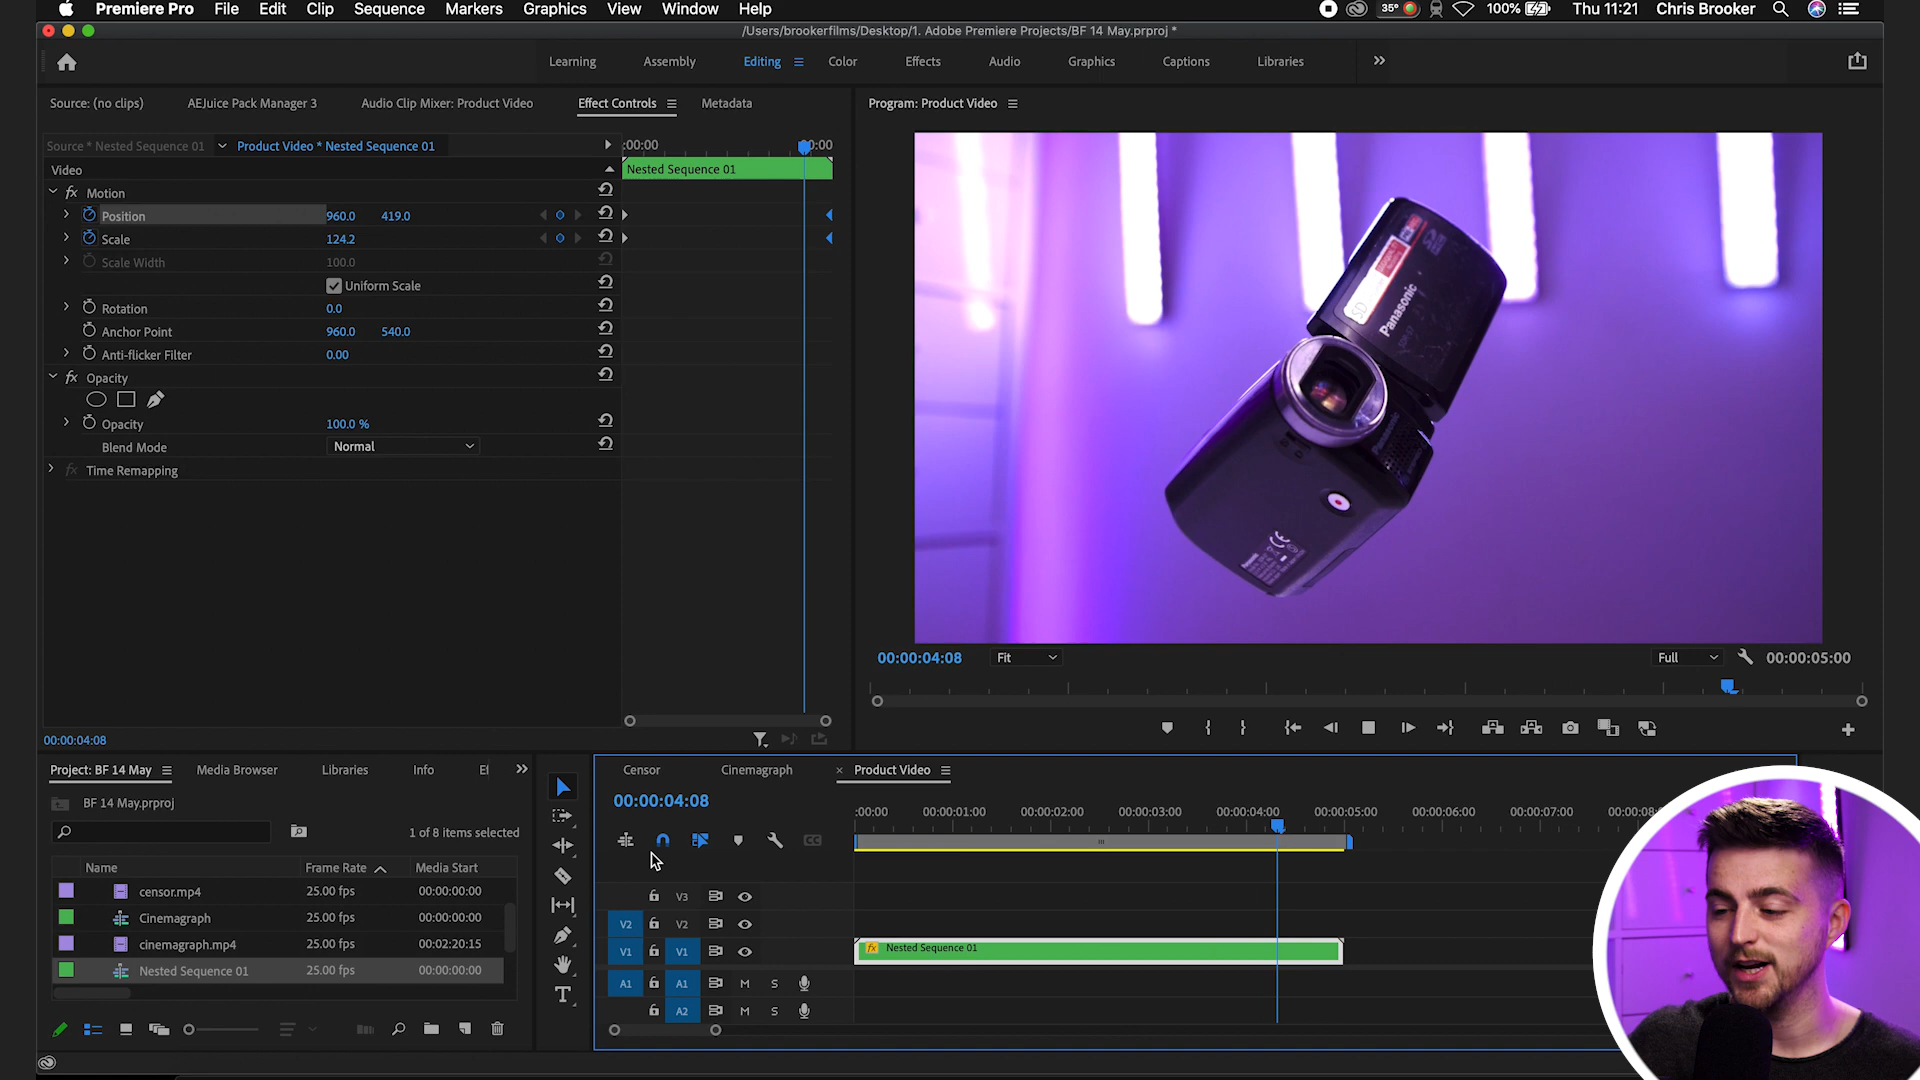 Premiere Pro File Edit Clip Sequence Markers Graphics View Window Help
35° 100% Thu 11:21 Chris Brooker
/Users/brookerfilms/Desktop/1. Adobe Premiere Projects/BF 14 May.prproj *
Learning Assembly Editing Color Effects Audio Graphics Captions Libraries
Source: (no clips) AEJuice Pack Manager 3 Audio Clip Mixer: Product Video Effect Controls Metadata
Program: Product Video
Source * Nested Sequence 01 Product Video * Nested Sequence 01
:00:00 00:00
Video
Nested Sequence 01
fx Motion
Position 960.0 419.0
Scale 124.2
Scale Width 100.0
Uniform Scale
Rotation 0.0
Anchor Point 960.0 540.0
Anti-flicker Filter 0.00
fx Opacity
Opacity 100.0 %
Blend Mode Normal
fx Time Remapping
Panasonic
SD
Panasonic
CE
00:00:04:08 Fit Full 00:00:05:00
00:00:04:08
Project: BF 14 May Media Browser Libraries Info
BF 14 May.prproj
1 of 8 items selected
Name Frame Rate Media Start
censor.mp4 25.00 fps 00:00:00:00
Cinemagraph 25.00 fps 00:00:00:00
cinemagraph.mp4 25.00 fps 00:02:20:15
Nested Sequence 01 25.00 fps 00:00:00:00
Censor Cinemagraph × Product Video
00:00:04:08
:00:00 00:00:01:00 00:00:02:00 00:00:03:00 00:00:04:00 00:00:05:00 00:00:06:00 00:00:07:00
V3
V2 V2
V1 V1
fx Nested Sequence 01
A1 A1 M S
A2 M S